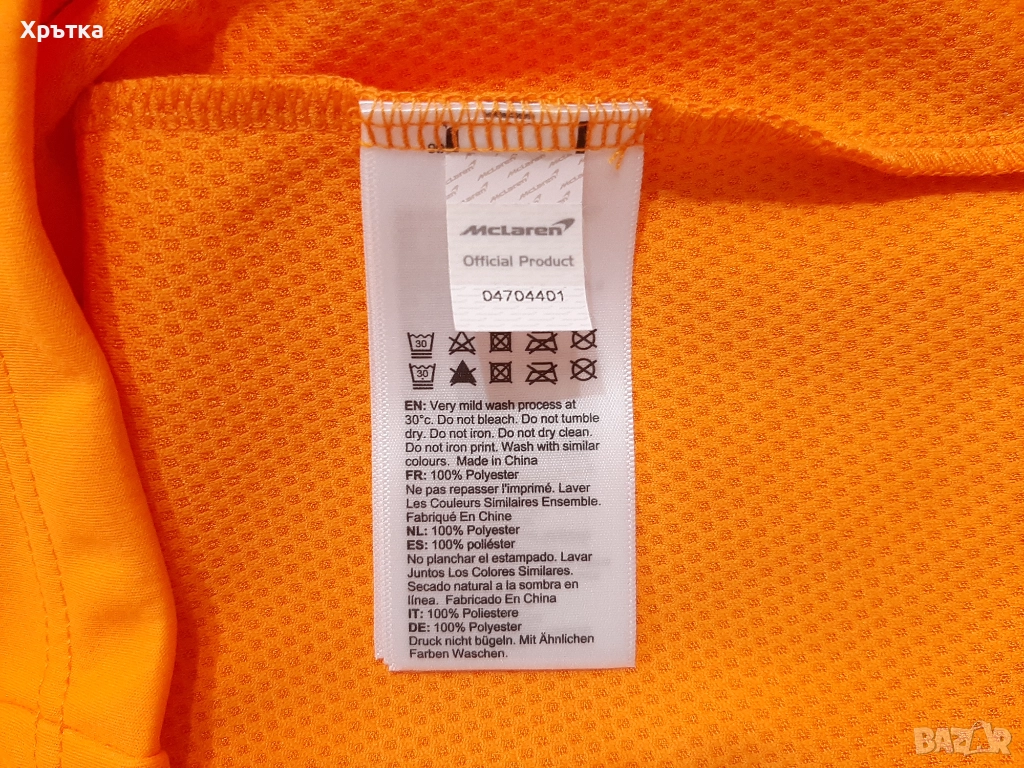 Хрътка
McLaren
Official Product
04704401
30
30
EN: Very mild wash process at
30°c. Do not bleach. Do not tumble
dry. Do not iron. Do not dry clean.
Do not iron print. Wash with similar
colours. Made in China
FR: 100% Polyester
Ne pas repasser l'imprimé. Laver
Les Couleurs Similaires Ensemble.
Fabriqué En Chine
NL: 100% Polyester
ES: 100% poliéster
No planchar el estampado. Lavar
Juntos Los Colores Similares.
Secado natural a la sombra en
línea. Fabricado En China
IT: 100% Poliestere
DE: 100% Polyester
Druck nicht bügeln. Mit Ähnlichen
Farben Waschen.
BAZAR